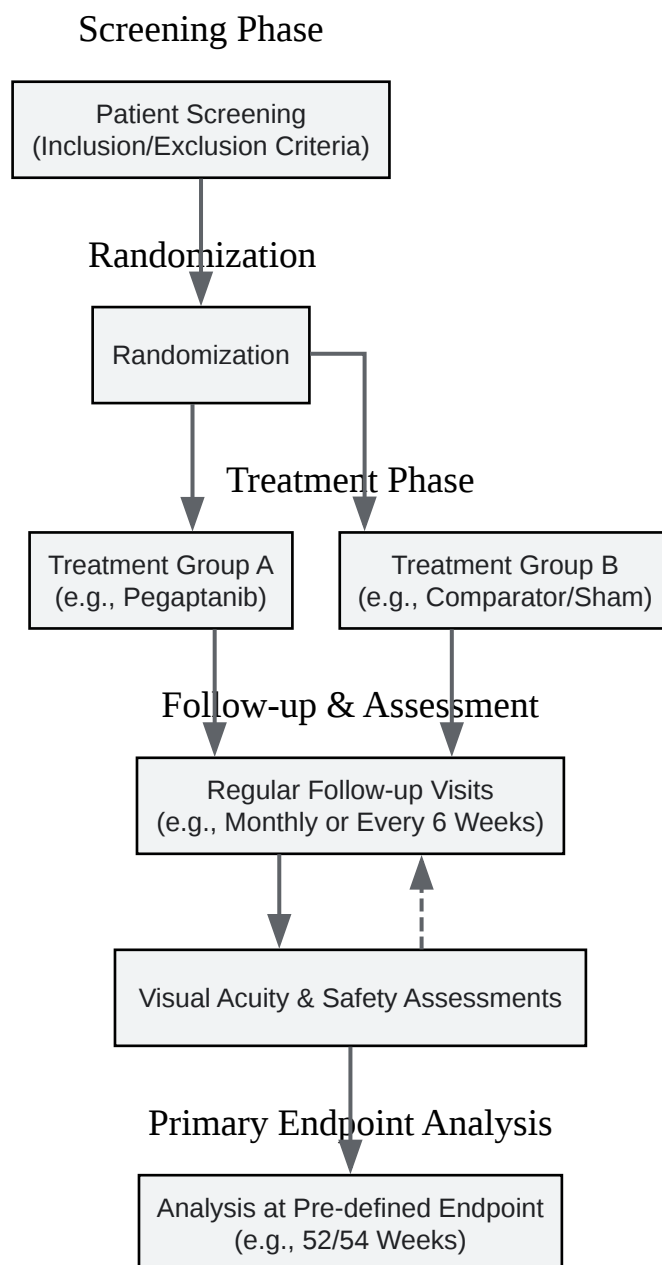 Screening Phase
Patient Screening
(Inclusion/Exclusion Criteria)
Randomization
Randomization
Treatment Phase
Treatment Group A
(e.g., Pegaptanib)
Treatment Group B
(e.g., Comparator/Sham)
Follow-up & Assessment
Regular Follow-up Visits
(e.g., Monthly or Every 6 Weeks)
Visual Acuity & Safety Assessments
Primary Endpoint Analysis
Analysis at Pre-defined Endpoint
(e.g., 52/54 Weeks)